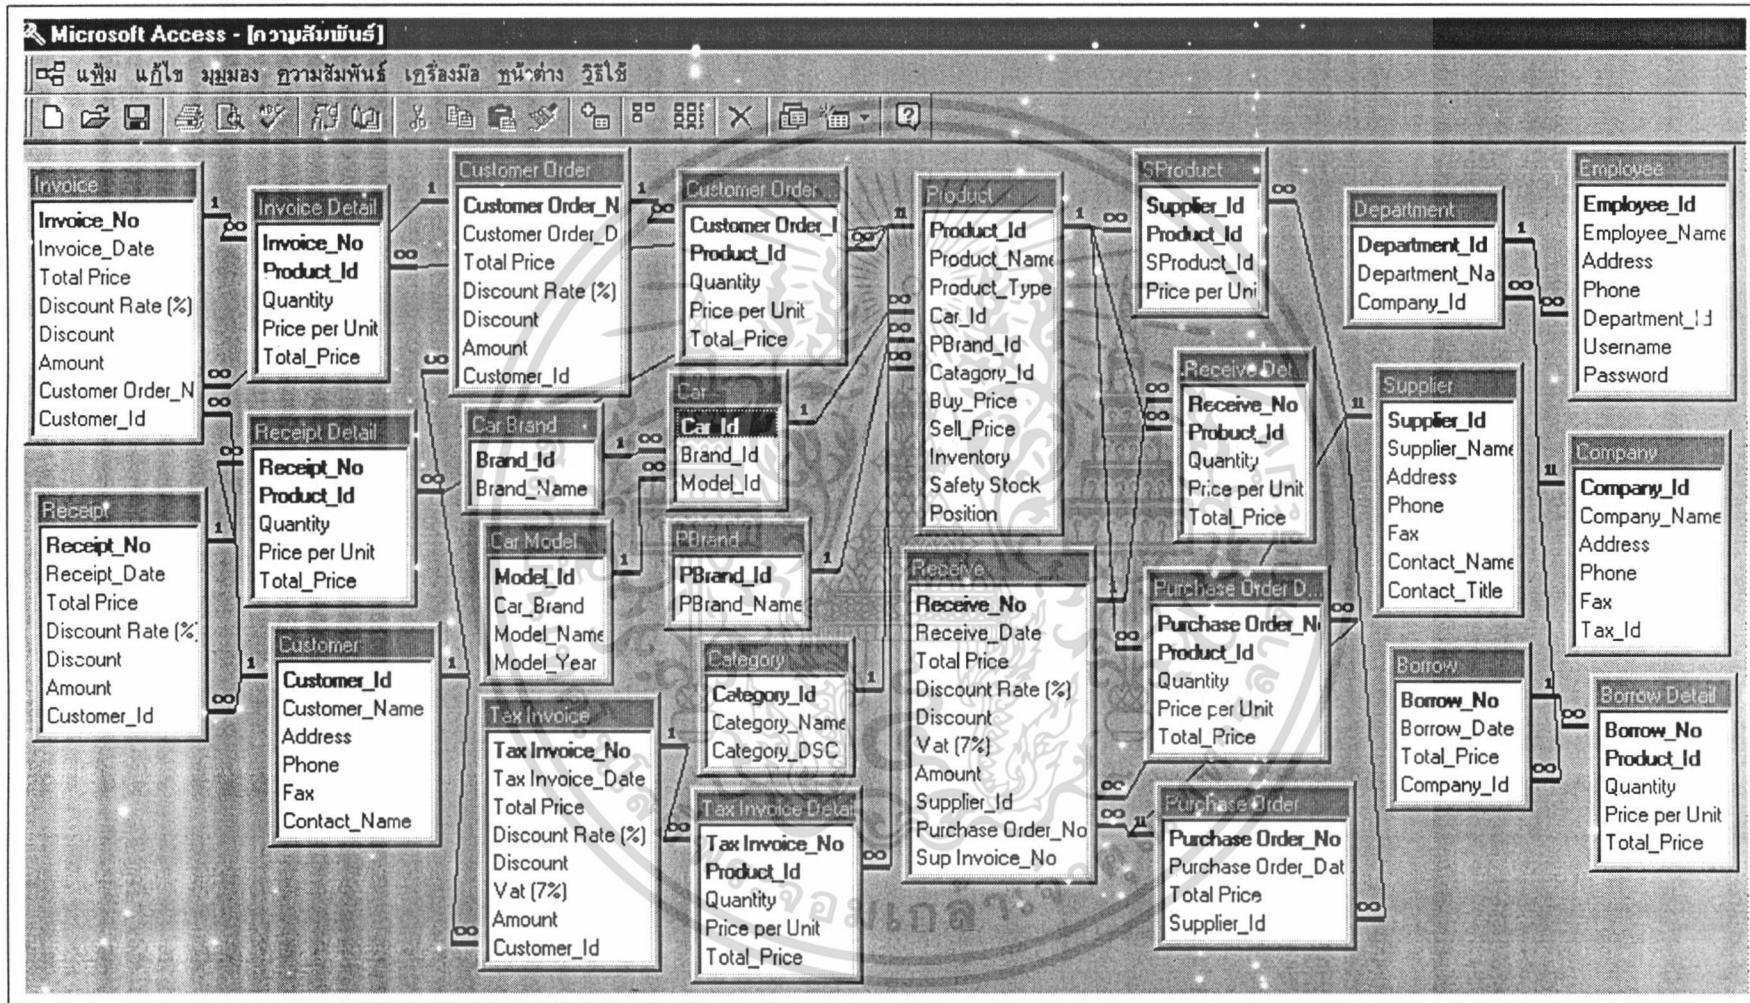 Microsoft Access - [ความสัมพันธ์]
แฟ้ม แก้ไข มุมมอง ความสัมพันธ์ เครื่องมือ หน้าต่าง วิธีใช้
Invoice
Invoice_No
Invoice_Date
Total Price
Discount Rate (%)
Discount
Amount
Customer Order_N
Customer_Id
Invoice Detail
Invoice_No
Product_Id
Quantity
Price per Unit
Total_Price
Customer Order
Customer Order_N
Customer Order_D
Total Price
Discount Rate (%)
Discount
Amount
Customer_Id
Customer Order...
Customer Order_I
Product_Id
Quantity
Price per Unit
Total_Price
Product
Product_Id
Product_Name
Product_Type
Car_Id
PBrand_Id
Catagory_Id
Buy_Price
Sell_Price
Inventory
Safety Stock
Position
SProduct
Supplier_Id
Product_Id
SProduct_Id
Price per Uni
Department
Department_Id
Department_Na
Company_Id
Employee
Employee_Id
Employee_Name
Address
Phone
Department_Id
Username
Password
Receipt
Receipt_No
Receipt_Date
Total Price
Discount Rate (%)
Discount
Amount
Customer_Id
Receipt Detail
Receipt_No
Product_Id
Quantity
Price per Unit
Total_Price
Car Brand
Brand_Id
Brand_Name
Car
Car_Id
Brand_Id
Model_Id
Receive Det...
Receive_No
Probuct_Id
Quantity
Price per Unit
Total_Price
Supplier
Supplier_Id
Supplier_Name
Address
Phone
Fax
Contact_Name
Contact_Title
Company
Company_Id
Company_Name
Address
Phone
Fax
Tax_Id
Customer
Customer_Id
Customer_Name
Address
Phone
Fax
Contact_Name
Car Model
Model_Id
Car_Brand
Model_Name
Model_Year
PBrand
PBrand_Id
PBrand_Name
Category
Category_Id
Category_Name
Category_DSC
Receive
Receive_No
Receive_Date
Total Price
Discount Rate (%)
Discount
Vat (7%)
Amount
Supplier_Id
Purchase Order_No
Sup Invoice_No
Purchase Order D...
Purchase Order_N
Product_Id
Quantity
Price per Unit
Total_Price
Borrow
Borrow_No
Borrow_Date
Total_Price
Company_Id
Borrow Detail
Borrow_No
Product_Id
Quantity
Price per Unit
Total_Price
Tax Invoice
Tax Invoice_No
Tax Invoice_Date
Total Price
Discount Rate (%)
Discount
Vat (7%)
Amount
Customer_Id
Tax Invoice Detail
Tax Invoice_No
Product_Id
Quantity
Price per Unit
Total_Price
Purchase Order
Purchase Order_No
Purchase Order_Dat
Total Price
Supplier_Id